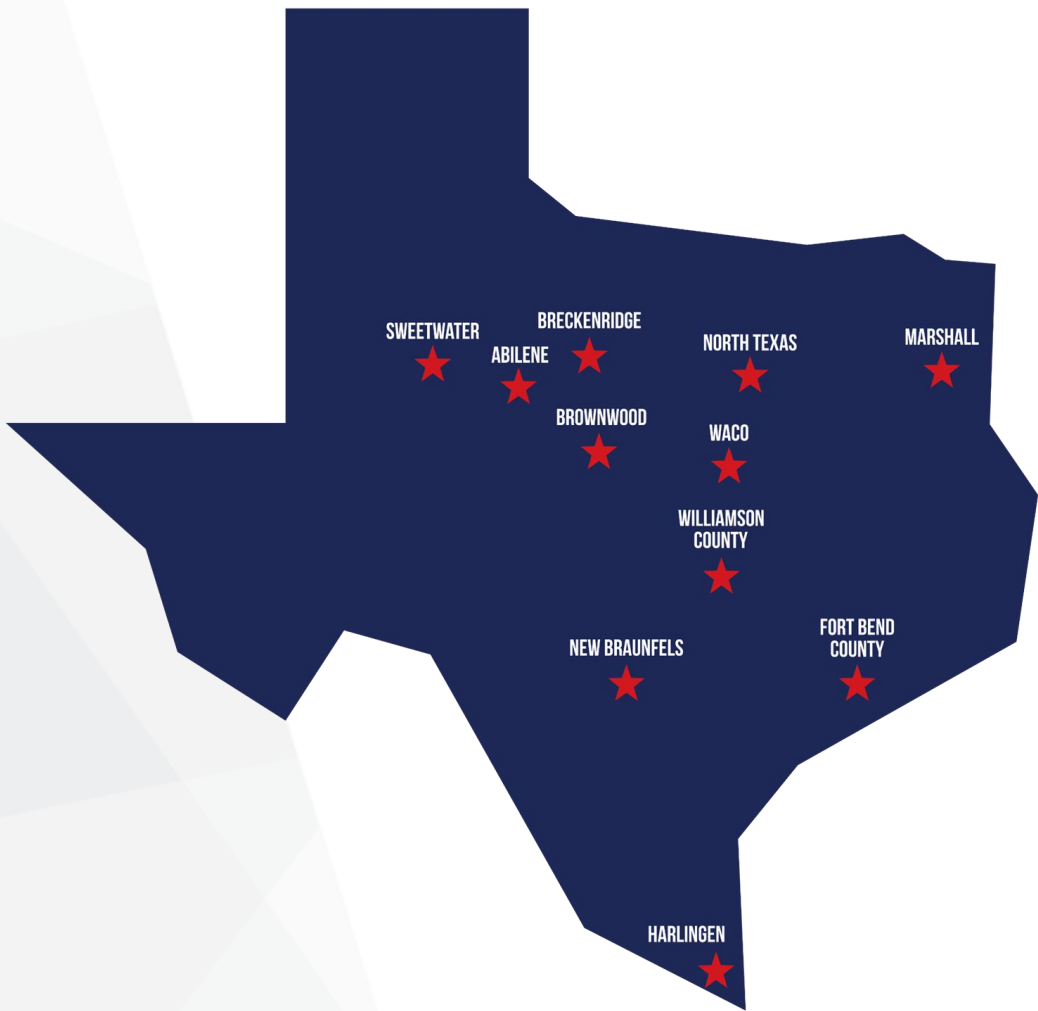 BRECKENRIDGE
SWEETWATER
ABILENE
NORTH TEXAS
MARSHALL
BROWNWOOD
WACO
WILLIAMSON
COUNTY
NEW BRAUNFELS
FORT BEND
COUNTY
HARLINGEN